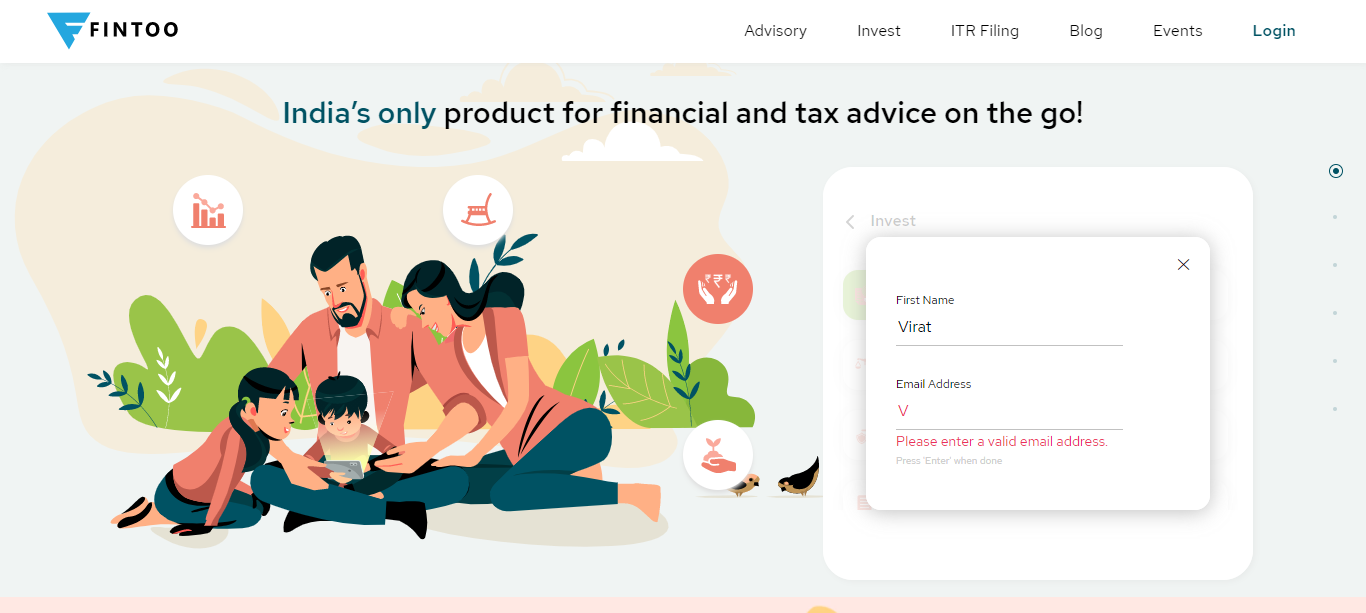 FINTOO
Advisory
Invest
ITR Filing
Blog
Events
Login
India's only product for financial and tax advice on the go!
Invest
First Name
Virat
Email Address
V
Please enter a valid email address.
Press 'Enter' when done